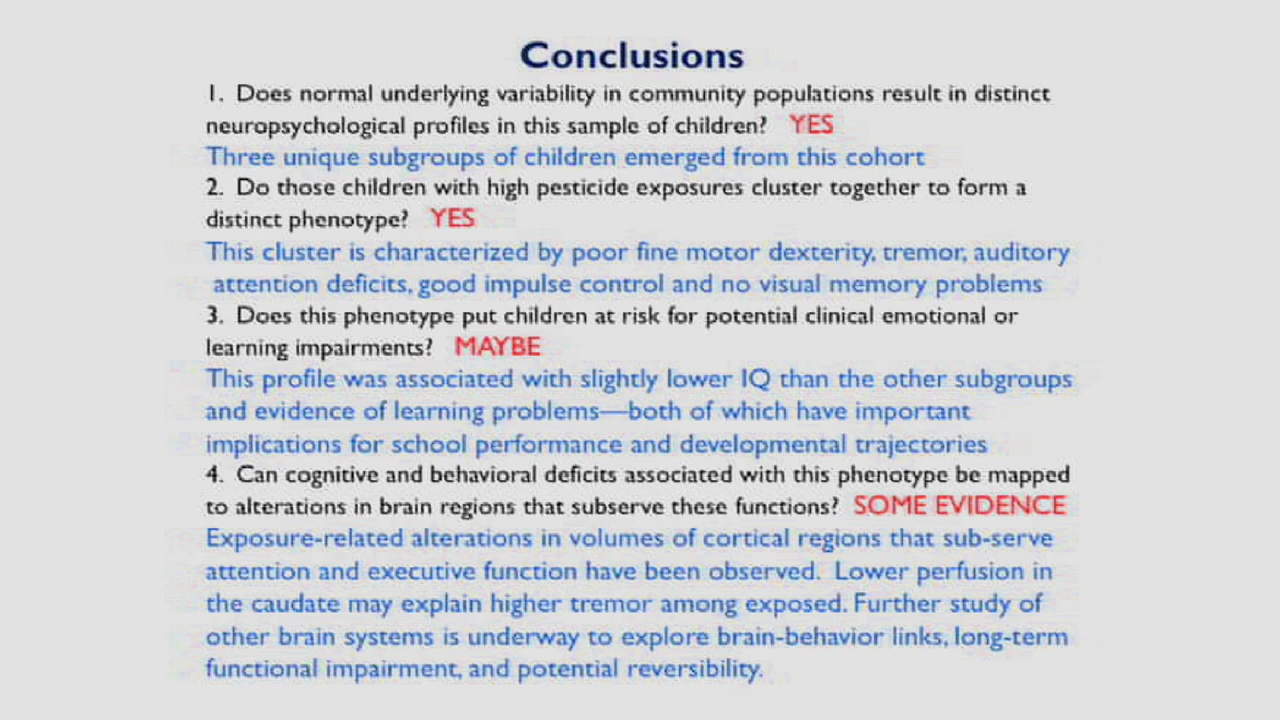 Conclusions
1. Does normal underlying variability in community populations result in distinct
neuropsychological profiles in this sample of children? YES
Three unique subgroups of children emerged from this cohort
2. Do those children with high pesticide exposures cluster together to form a
distinct phenotype? YES
This cluster is characterized by poor fine motor dexterity, tremor, auditory
attention deficits, good impulse control and no visual memory problems
3. Does this phenotype put children at risk for potential clinical emotional or
learning impairments? MAYBE
This profile was associated with slightly lower IQ than the other subgroups
and evidence of learning problems—both of which have important
implications for school performance and developmental trajectories
4. Can cognitive and behavioral deficits associated with this phenotype be mapped
to alterations in brain regions that subserve these functions? SOME EVIDENCE
Exposure-related alterations in volumes of cortical regions that sub-serve
attention and executive function have been observed. Lower perfusion in
the caudate may explain higher tremor among exposed. Further study of
other brain systems is underway to explore brain-behavior links, long-term
functional impairment, and potential reversibility.